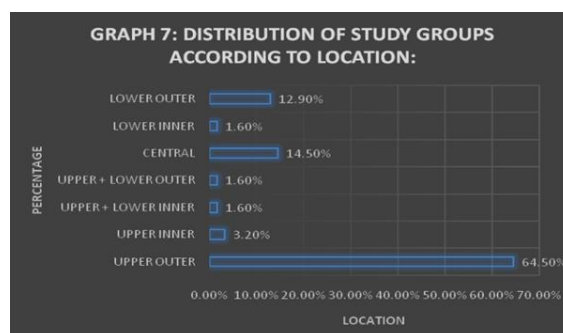 GRAPH 7: DISTRIBUTION OF STUDY GROUPS
ACCORDING TO LOCATION:
PERCENTAGE
LOWER OUTER 12.90%
LOWER INNER 1.60%
CENTRAL 14.50%
UPPER + LOWER OUTER 1.60%
UPPER + LOWER INNER 1.60%
UPPER INNER 3.20%
UPPER OUTER 64.50%
0.00% 10.00% 20.00% 30.00% 40.00% 50.00% 60.00% 70.00%
LOCATION